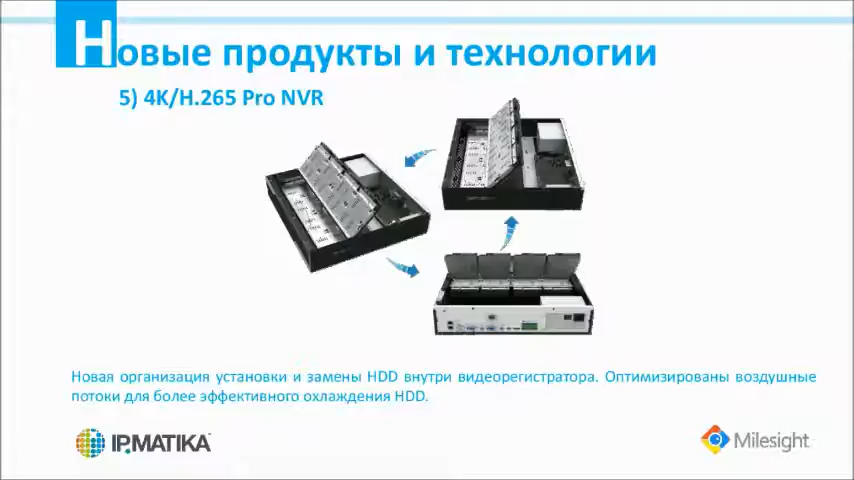 Новые продукты и технологии
5) 4K/H.265 Pro NVR
Новая организация установки и замены HDD внутри видеорегистратора. Оптимизированы воздушные
потоки для более эффективного охлаждения HDD.
IP.MATIKA
Milesight